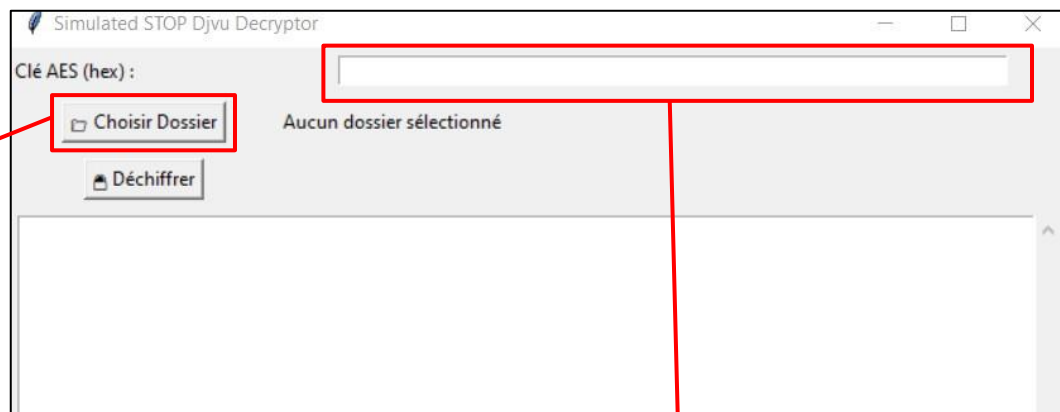 Simulated STOP Djvu Decryptor
Clé AES (hex) :
Choisir Dossier Aucun dossier sélectionné
Déchiffrer